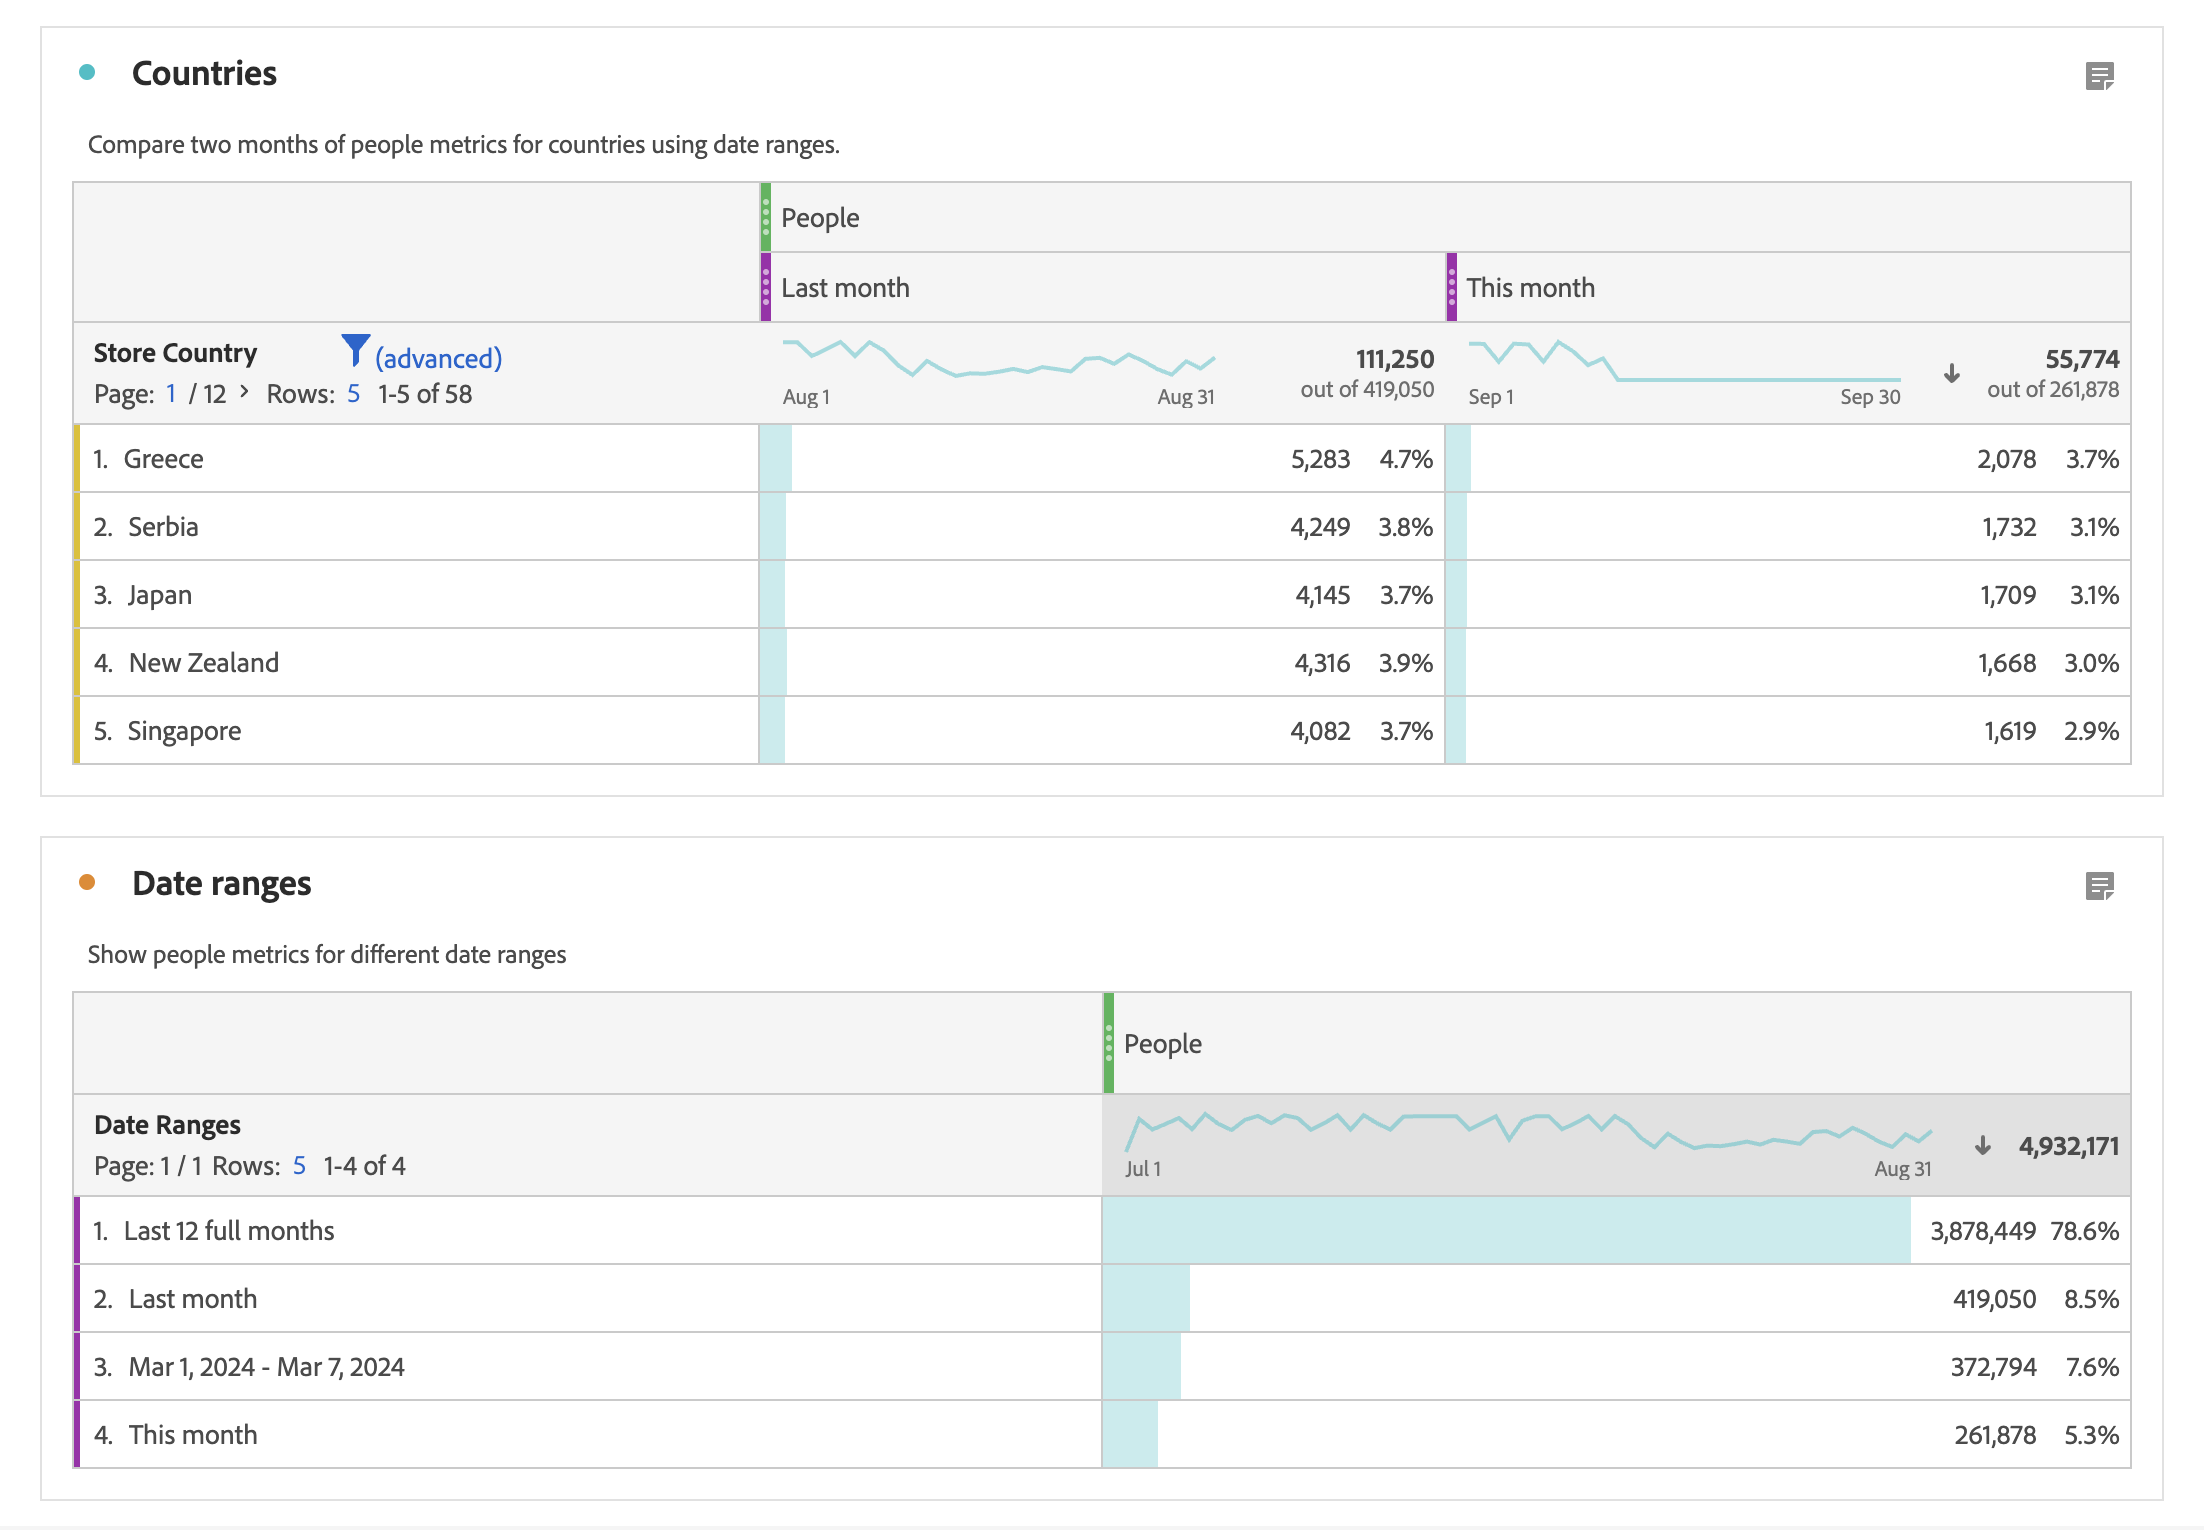 Countries
Compare two months of people metrics for countries using date ranges.
People
Last month
This month
Store Country (advanced)
Page: 1 / 12 > Rows: 5 1-5 of 58
Aug 1
Aug 31
111,250
out of 419,050
Sep 1
Sep 30
55,774
out of 261,878
1. Greece 5,283 4.7% 2,078 3.7%
2. Serbia 4,249 3.8% 1,732 3.1%
3. Japan 4,145 3.7% 1,709 3.1%
4. New Zealand 4,316 3.9% 1,668 3.0%
5. Singapore 4,082 3.7% 1,619 2.9%
Date ranges
Show people metrics for different date ranges
People
Date Ranges
Page: 1 / 1 Rows: 5 1-4 of 4
Jul 1
Aug 31
4,932,171
1. Last 12 full months 3,878,449 78.6%
2. Last month 419,050 8.5%
3. Mar 1, 2024 - Mar 7, 2024 372,794 7.6%
4. This month 261,878 5.3%